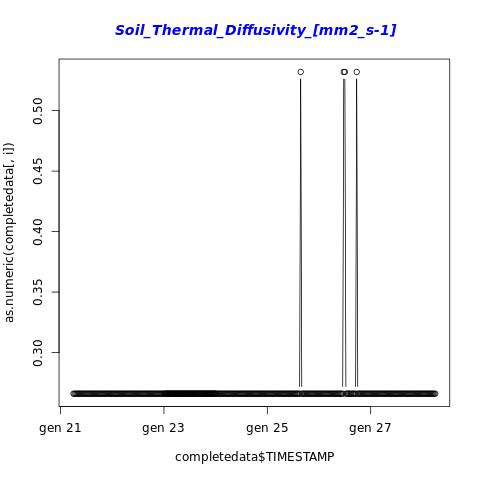 Soil_Thermal_Diffusivity_[mm2_s-1]
as.numeric(completedata[, i])
0.50
0.45
0.40
0.35
0.30
gen 21 gen 23 gen 25 gen 27
completedata$TIMESTAMP